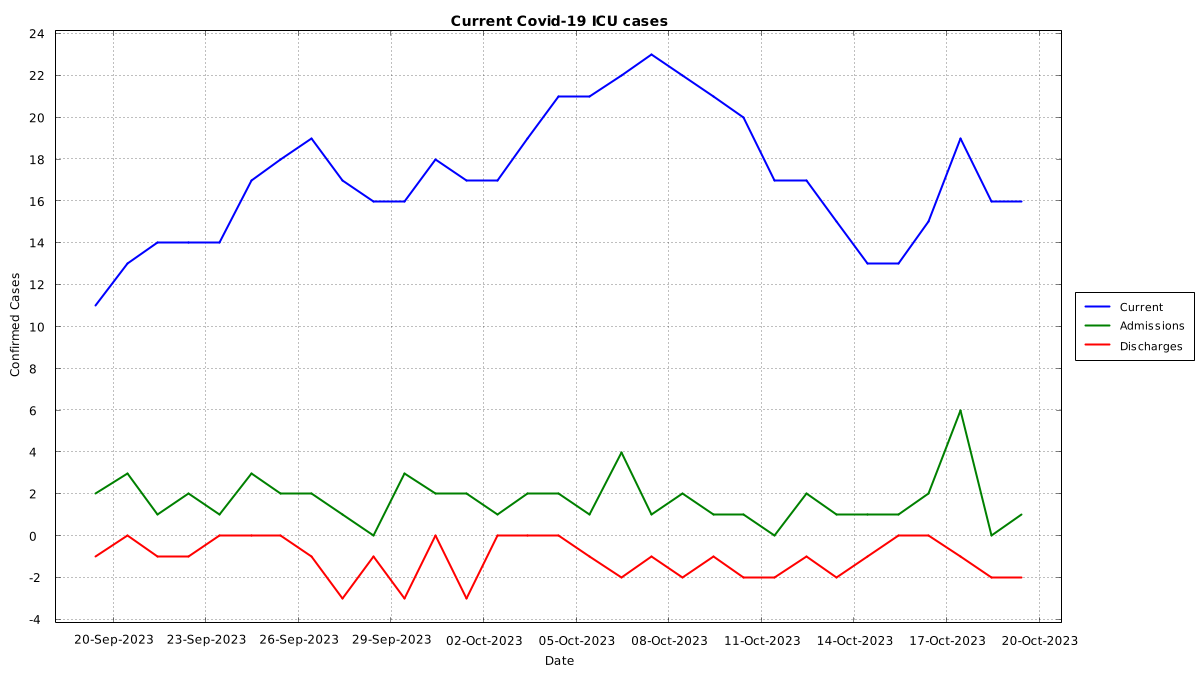 Current Covid-19 ICU cases
24
22
20
18
16
14
12
10
8
6
4
2
0
-2
-4
Confirmed Cases
20-Sep-2023 23-Sep-2023 26-Sep-2023 29-Sep-2023 02-Oct-2023 05-Oct-2023 08-Oct-2023 11-Oct-2023 14-Oct-2023 17-Oct-2023 20-Oct-2023
Date
Current
Admissions
Discharges